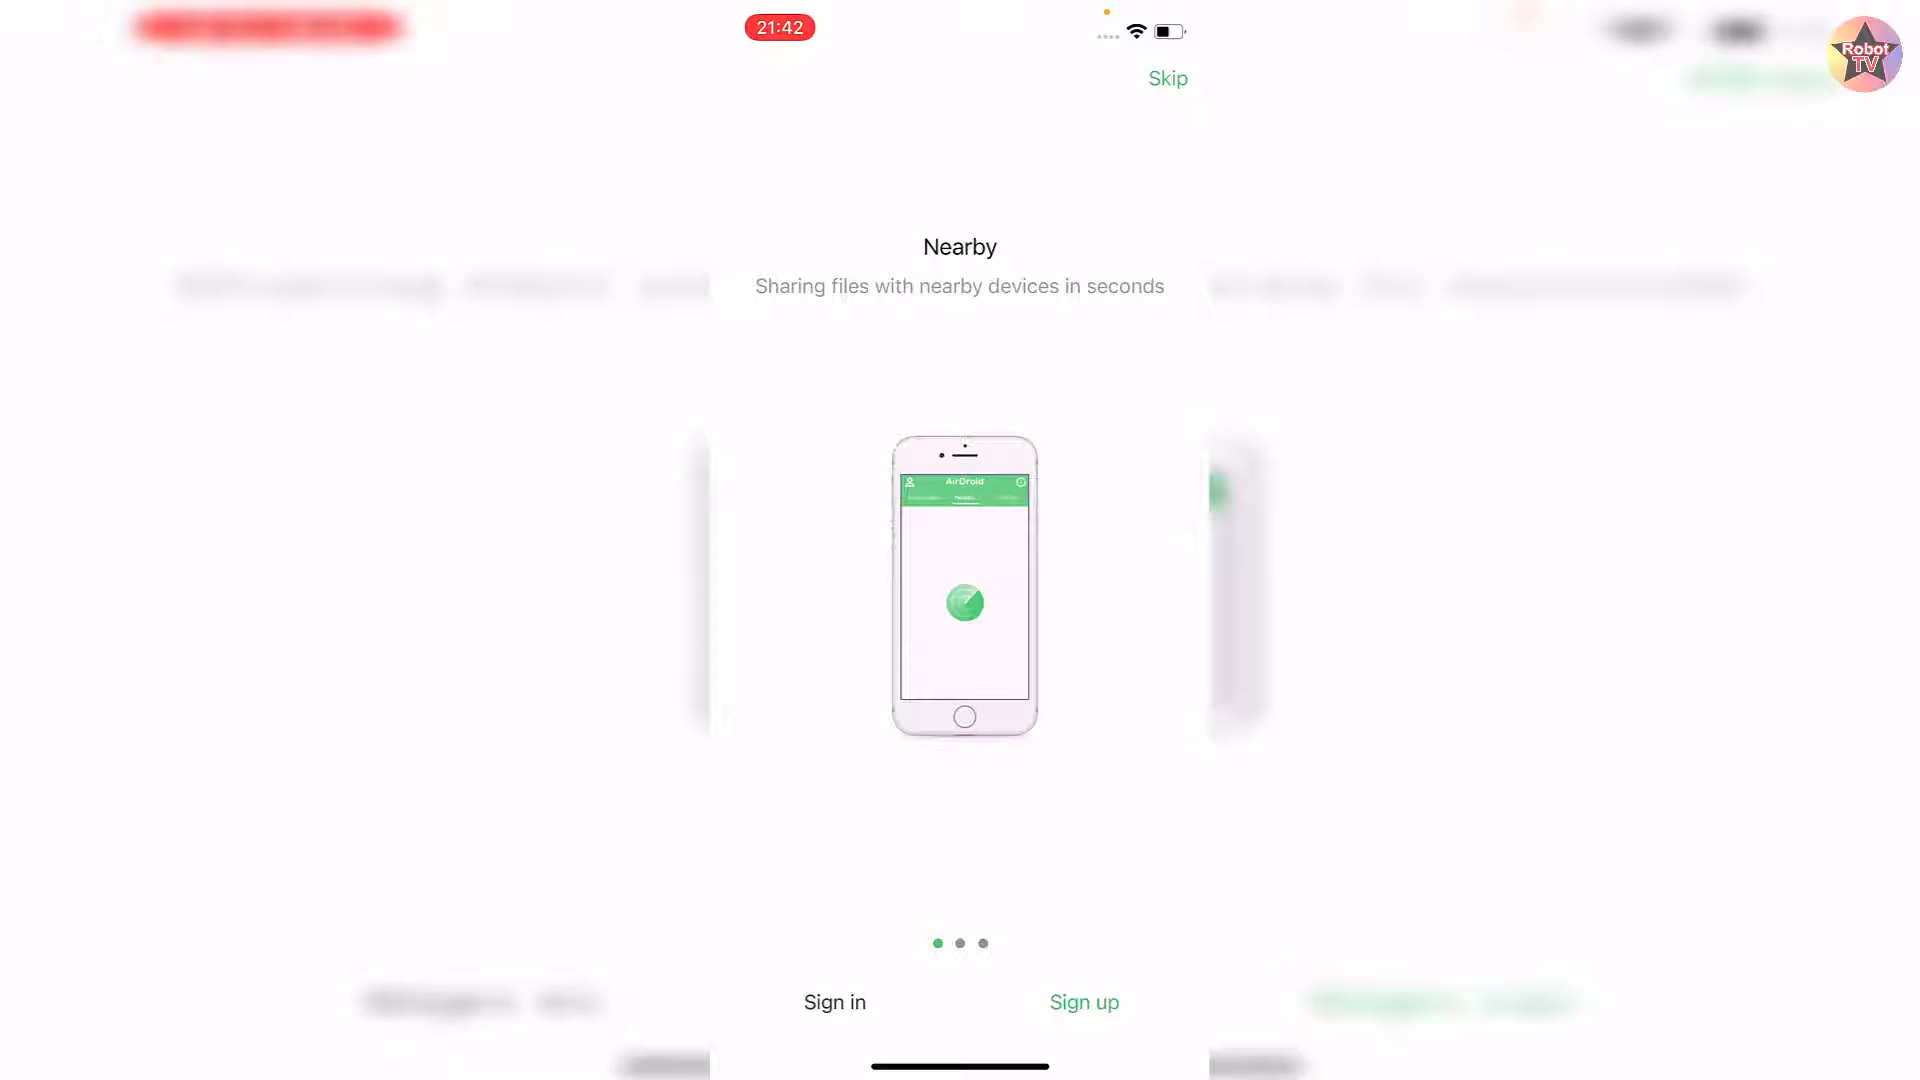 21:42
Robot
TV
Skip
Nearby
Sharing files with nearby devices in seconds
AirDroid
Sign in
Sign up